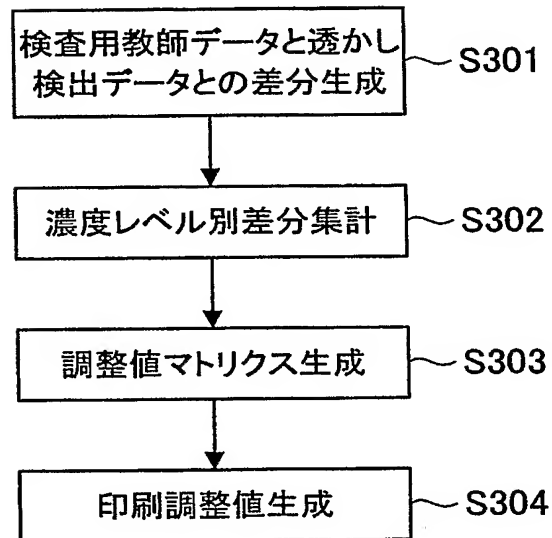 検査用教師データと透かし
検出データとの差分生成
S301
濃度レベル別差分集計
S302
調整値マトリクス生成
S303
印刷調整値生成
S304